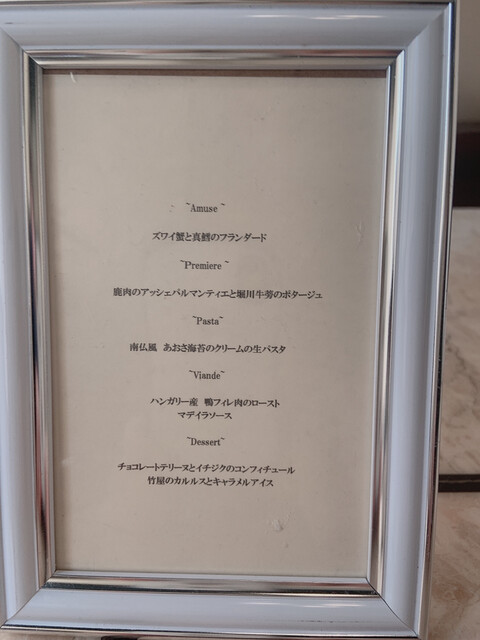 ~Amuse ~
ズワイ蟹と真鱈のブランダード
~Premiere ~
鹿肉のアッシェパルマンティエと堀川牛蒡のポタージュ
~Pasta~
南仏風 あおさ海苔のクリームの生パスタ
~Viande~
ハンガリー産 鴨フィレ肉のロースト
マデイラソース
~Dessert~
チョコレートテリーヌとイチジクのコンフィチュール
竹屋のカルルスとキャラメルアイス